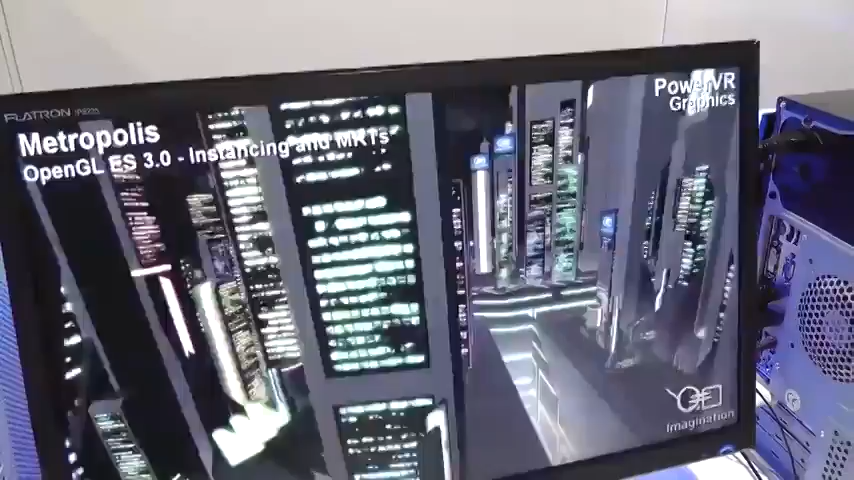 FLATRON
Metropolis
OpenGL ES 3.0 - Instancing and MRTs
PowerVR
Graphics
Imagination